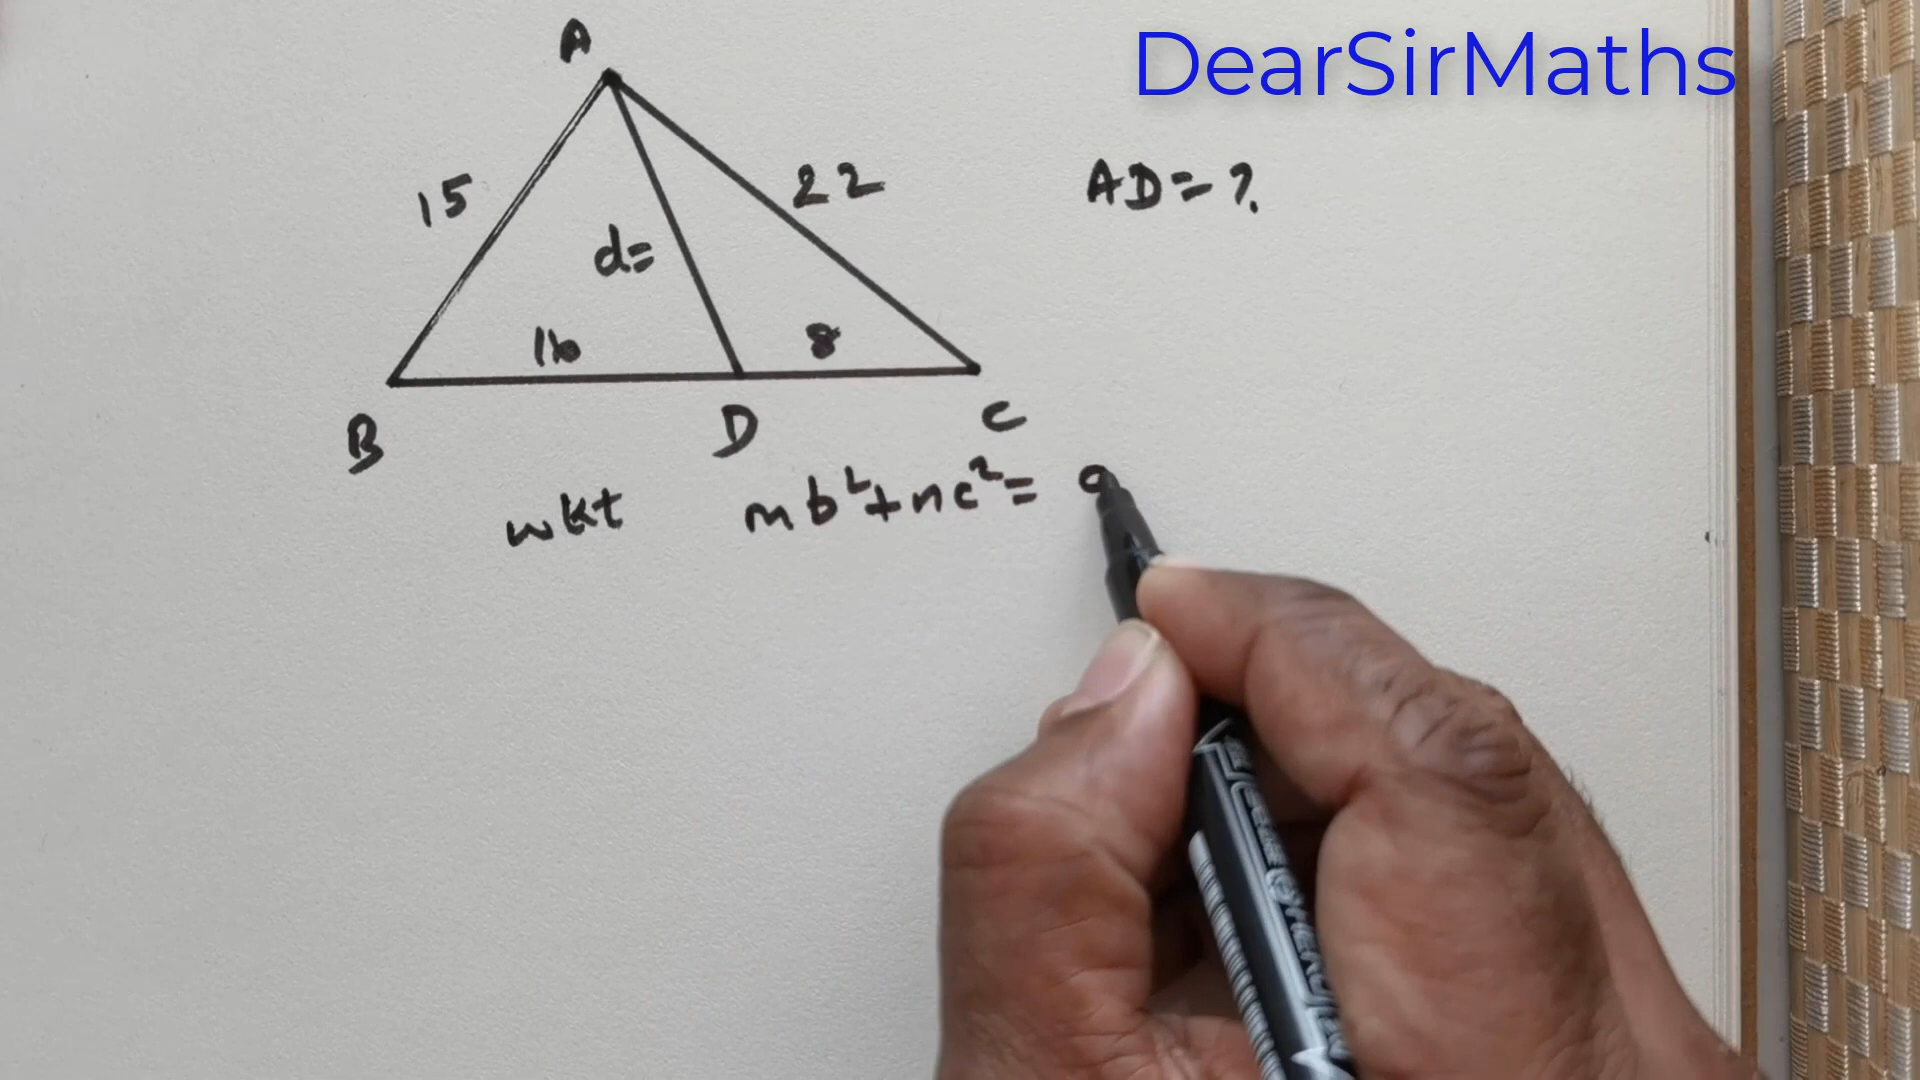 DearSirMaths
A
15
22
AD=?
d=
16
8
B
D
C
wkt mb²+nc²= a